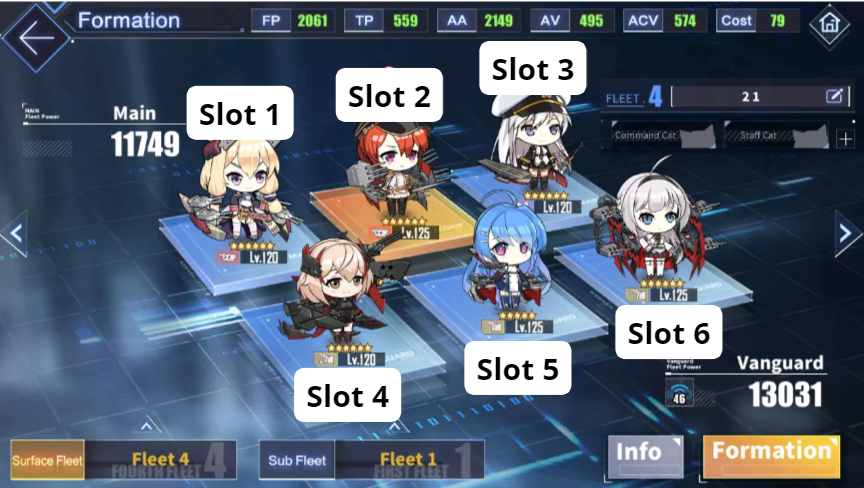 Formation
FP 2061 TP 559 AA 2149 AV 495 ACV 574 Cost 79
Slot 3
Slot 2
Slot 1
FLEET. 4 21
MAIN
Fleet Power
Main
11749
Command Cat Staff Cat +
Lv.120
Lv.125
Lv.120
Lv.120
Lv.125
Lv.125
Slot 6
Slot 5
Slot 4
Vanguard
Fleet Power
Vanguard
46
13031
Surface Fleet Fleet 4
FOURTH FLEET 4
Sub Fleet Fleet 1
FIRST FLEET 1
Info
Formation